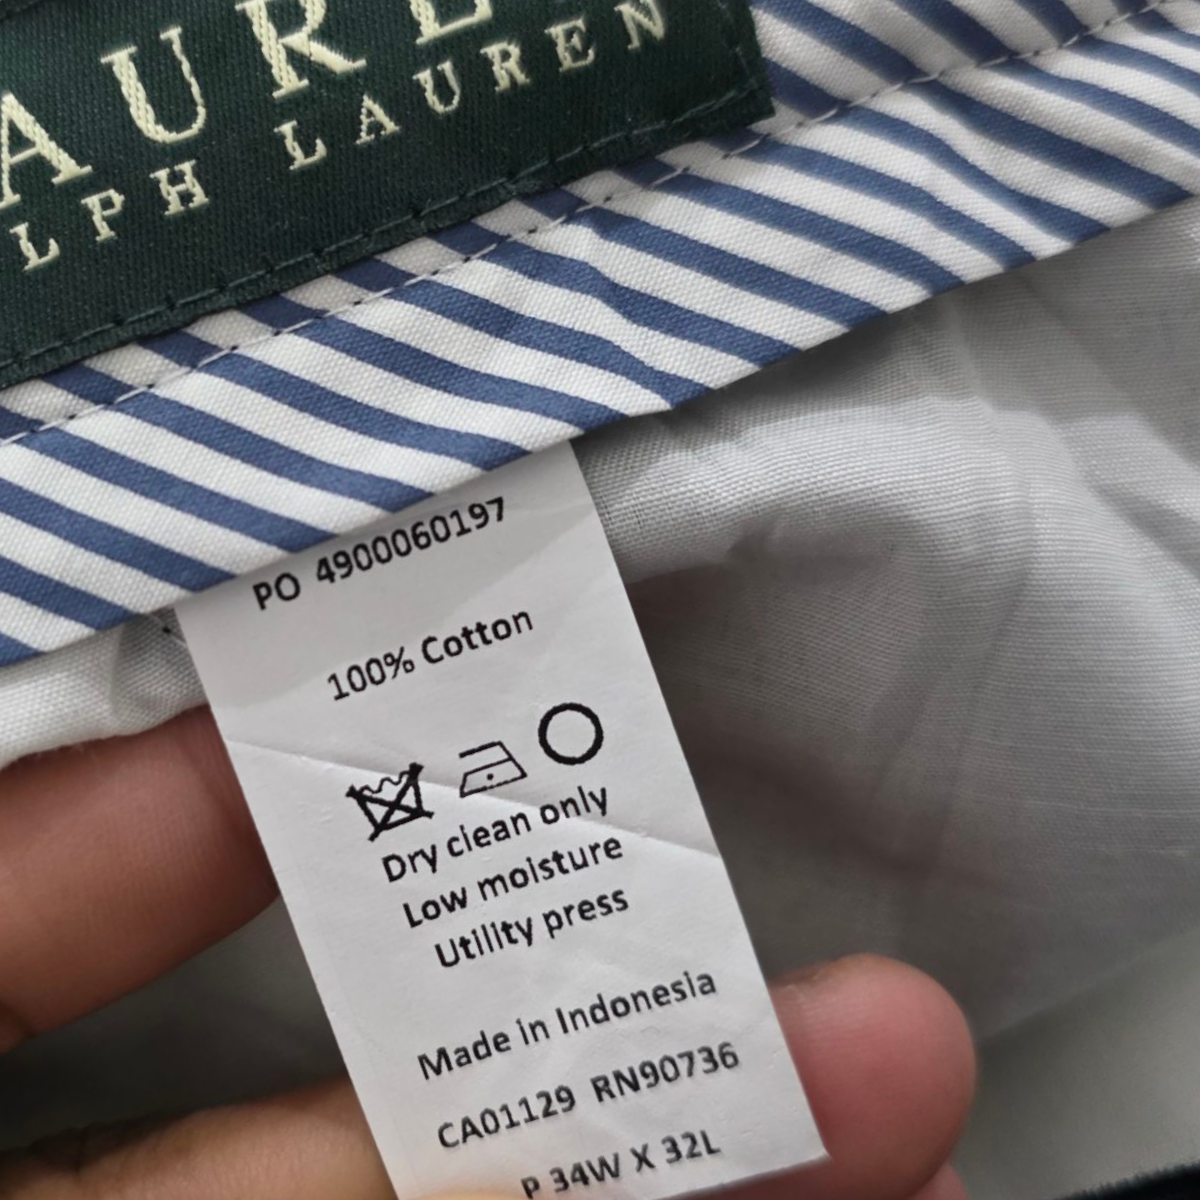 AURE
LPH LAUREN
PO 4900060197
100% Cotton
Dry clean only
Low moisture
Utility press
Made in Indonesia
CA01129 RN90736
P 34W X 32L